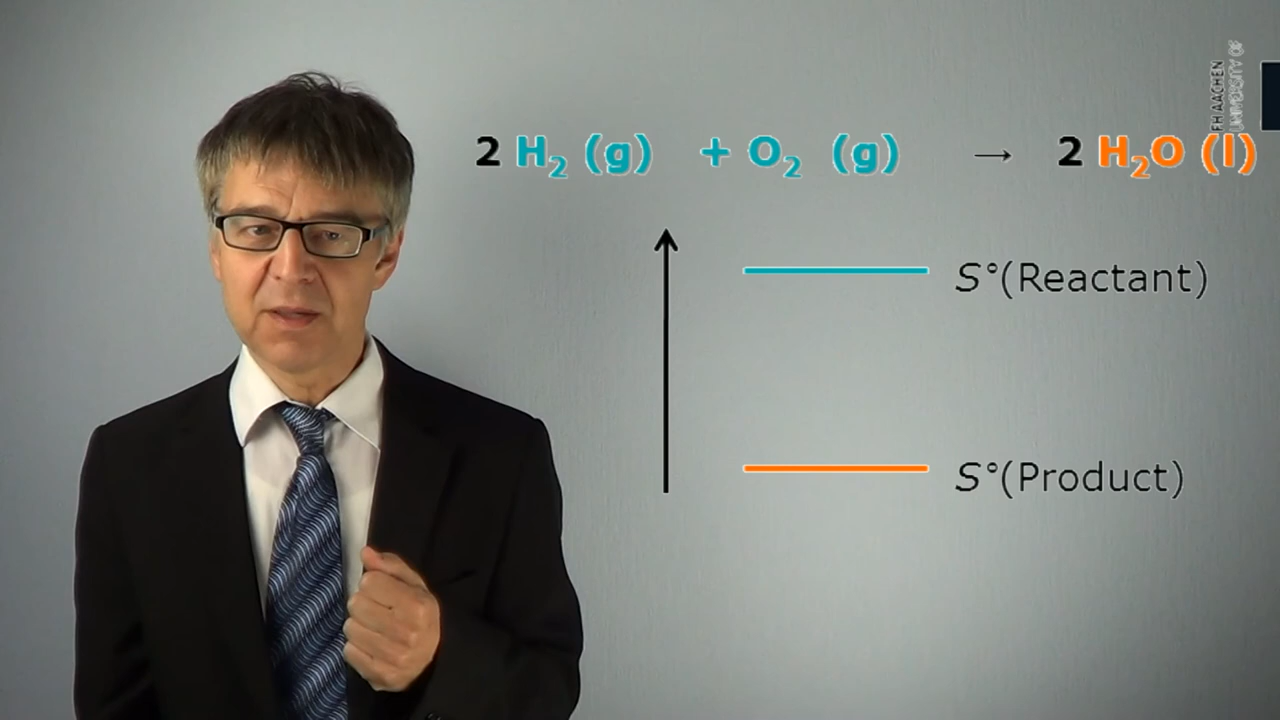 2 H₂ (g) + O₂ (g) → 2 H₂O (l)
S°(Reactant)
S°(Product)
FH AACHEN
UNIVERSITY OF